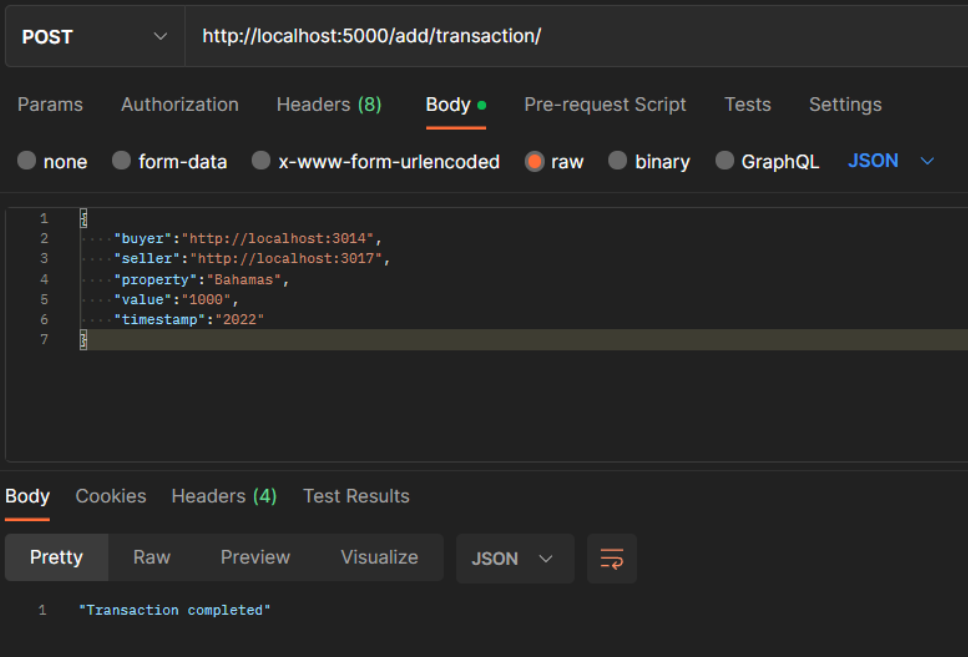 POST http://localhost:5000/add/transaction/
Params Authorization Headers (8) Body Pre-request Script Tests Settings
none form-data x-www-form-urlencoded raw binary GraphQL JSON
1 {
2 "buyer":"http://localhost:3014",
3 "seller":"http://localhost:3017",
4 "property":"Bahamas",
5 "value":"1000",
6 "timestamp":"2022"
7 }
Body Cookies Headers (4) Test Results
Pretty Raw Preview Visualize JSON
1 "Transaction completed"